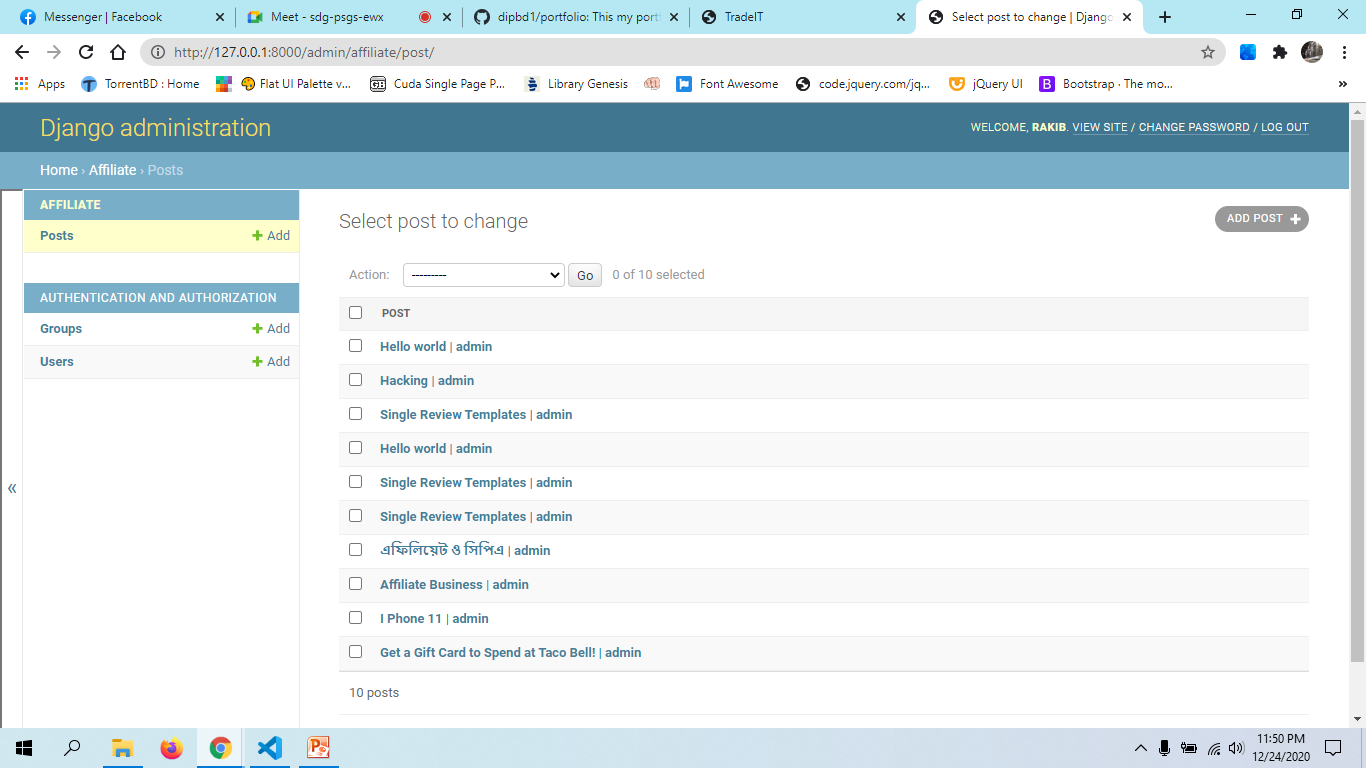 Messenger | Facebook
Meet - sdg-psgs-ewx
dipbd1/portfolio: This my port
TradeIT
Select post to change | Django
http://127.0.0.1:8000/admin/affiliate/post/
Apps
TorrentBD : Home
Flat UI Palette v...
Cuda Single Page P...
Library Genesis
Font Awesome
code.jquery.com/jq...
jQuery UI
Bootstrap · The mo...
»
Django administration
WELCOME, RAKIB. VIEW SITE / CHANGE PASSWORD / LOG OUT
Home › Affiliate › Posts
AFFILIATE
Posts
Add
AUTHENTICATION AND AUTHORIZATION
Groups
Add
Users
Add
«
Select post to change
ADD POST
Action:
---------
Go
0 of 10 selected
POST
Hello world | admin
Hacking | admin
Single Review Templates | admin
Hello world | admin
Single Review Templates | admin
Single Review Templates | admin
এফিলিয়েট ও সিপিএ | admin
Affiliate Business | admin
I Phone 11 | admin
Get a Gift Card to Spend at Taco Bell! | admin
10 posts
11:50 PM
12/24/2020